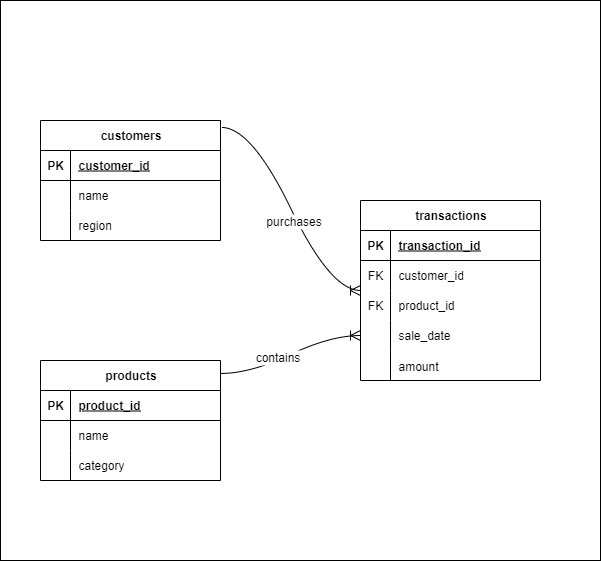 customers
PK customer_id
name
region
purchases
transactions
PK transaction_id
FK customer_id
FK product_id
sale_date
amount
contains
products
PK product_id
name
category